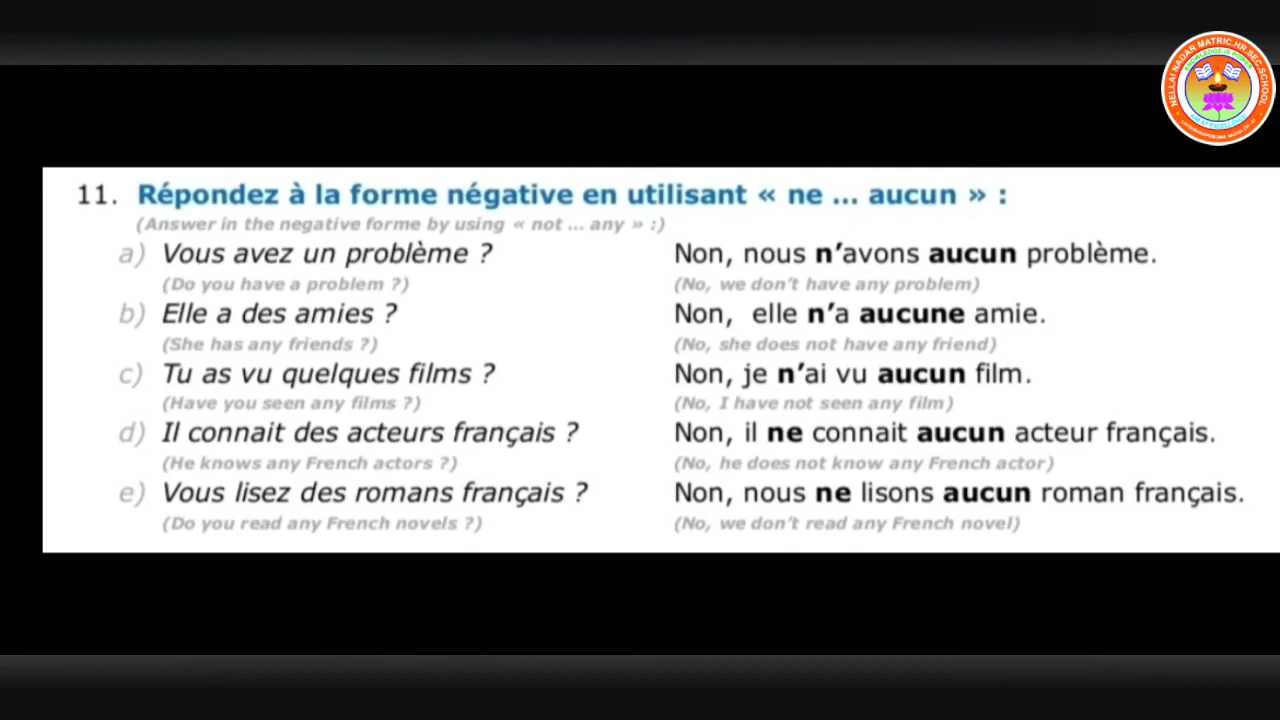 NELLAI NADAR MATRIC.HR.SEC.SCHOOL
KNOWLEDGE IS POWER
11. Répondez à la forme négative en utilisant « ne ... aucun » :
(Answer in the negative forme by using « not ... any » :)
a) Vous avez un problème ? Non, nous n’avons aucun problème.
(Do you have a problem ?) (No, we don’t have any problem)
b) Elle a des amies ? Non, elle n’a aucune amie.
(She has any friends ?) (No, she does not have any friend)
c) Tu as vu quelques films ? Non, je n’ai vu aucun film.
(Have you seen any films ?) (No, I have not seen any film)
d) Il connait des acteurs français ? Non, il ne connait aucun acteur français.
(He knows any French actors ?) (No, he does not know any French actor)
e) Vous lisez des romans français ? Non, nous ne lisons aucun roman français.
(Do you read any French novels ?) (No, we don’t read any French novel)